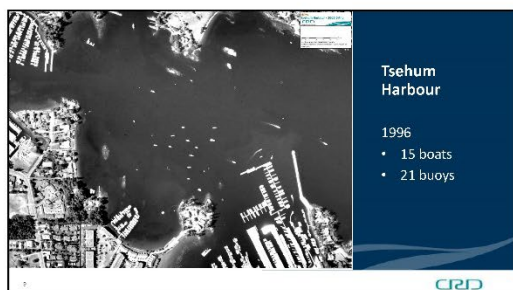 Tsehum
Harbour
1996
• 15 boats
• 21 buoys
CRD